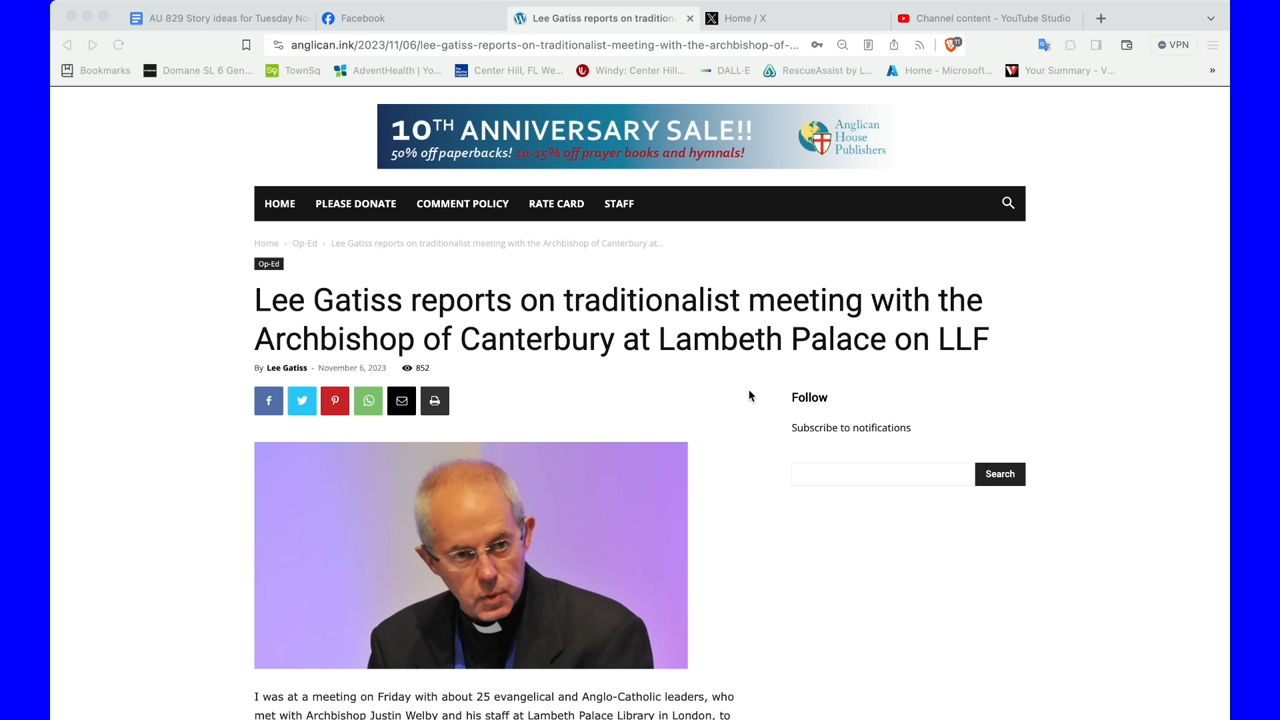 AU 829 Story ideas for Tuesday No
Facebook
Lee Gatiss reports on tradition
Home / X
Channel content - YouTube Studio
anglican.ink/2023/11/06/lee-gatiss-reports-on-traditionalist-meeting-with-the-archbishop-of-...
11
VPN
Bookmarks
Domane SL 6 Gen...
TownSq
AdventHealth | Yo...
Center Hill, FL We...
Windy: Center Hill...
DALL·E
RescueAssist by L...
Home - Microsoft...
Your Summary - V...
»
10TH ANNIVERSARY SALE!!
50% off paperbacks! 10-15% off prayer books and hymnals!
Anglican
House
Publishers
HOME
PLEASE DONATE
COMMENT POLICY
RATE CARD
STAFF
Home › Op-Ed › Lee Gatiss reports on traditionalist meeting with the Archbishop of Canterbury at...
Op-Ed
Lee Gatiss reports on traditionalist meeting with the
Archbishop of Canterbury at Lambeth Palace on LLF
By Lee Gatiss - November 6, 2023 852
Follow
Subscribe to notifications
Search
I was at a meeting on Friday with about 25 evangelical and Anglo-Catholic leaders, who
met with Archbishop Justin Welby and his staff at Lambeth Palace Library in London, to